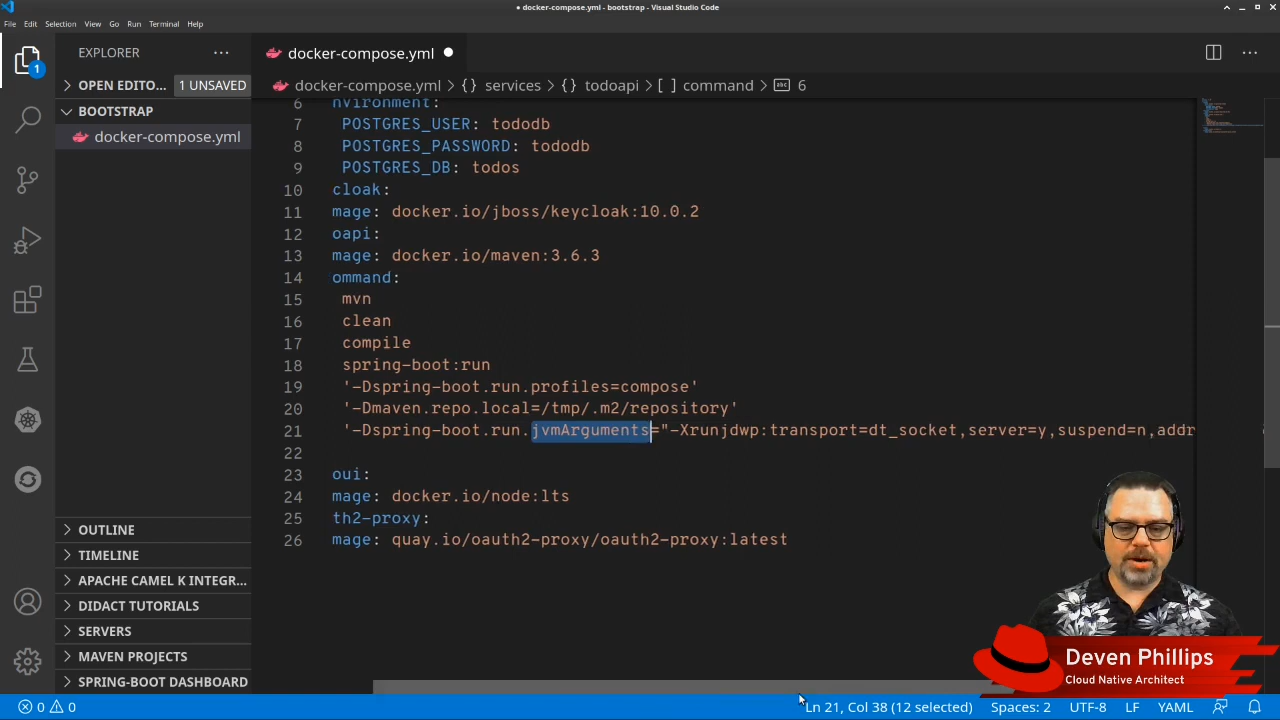 docker-compose.yml - bootstrap - Visual Studio Code
File Edit Selection View Go Run Terminal Help
EXPLORER
docker-compose.yml
OPEN EDITO... 1 UNSAVED
docker-compose.yml > {} services > {} todoapi > [ ] command > abc 6
BOOTSTRAP
docker-compose.yml
1
6 nvironment:
7 POSTGRES_USER: tododb
8 POSTGRES_PASSWORD: tododb
9 POSTGRES_DB: todos
10 cloak:
11 mage: docker.io/jboss/keycloak:10.0.2
12 oapi:
13 mage: docker.io/maven:3.6.3
14 ommand:
15 mvn
16 clean
17 compile
18 spring-boot:run
19 '-Dspring-boot.run.profiles=compose'
20 '-Dmaven.repo.local=/tmp/.m2/repository'
21 '-Dspring-boot.run.jvmArguments="-Xrunjdwp:transport=dt_socket,server=y,suspend=n,addr
22
23 oui:
24 mage: docker.io/node:lts
25 th2-proxy:
26 mage: quay.io/oauth2-proxy/oauth2-proxy:latest
OUTLINE
TIMELINE
APACHE CAMEL K INTEGR...
DIDACT TUTORIALS
SERVERS
MAVEN PROJECTS
SPRING-BOOT DASHBOARD
Deven Phillips
Cloud Native Architect
0 0 Ln 21, Col 38 (12 selected) Spaces: 2 UTF-8 LF YAML